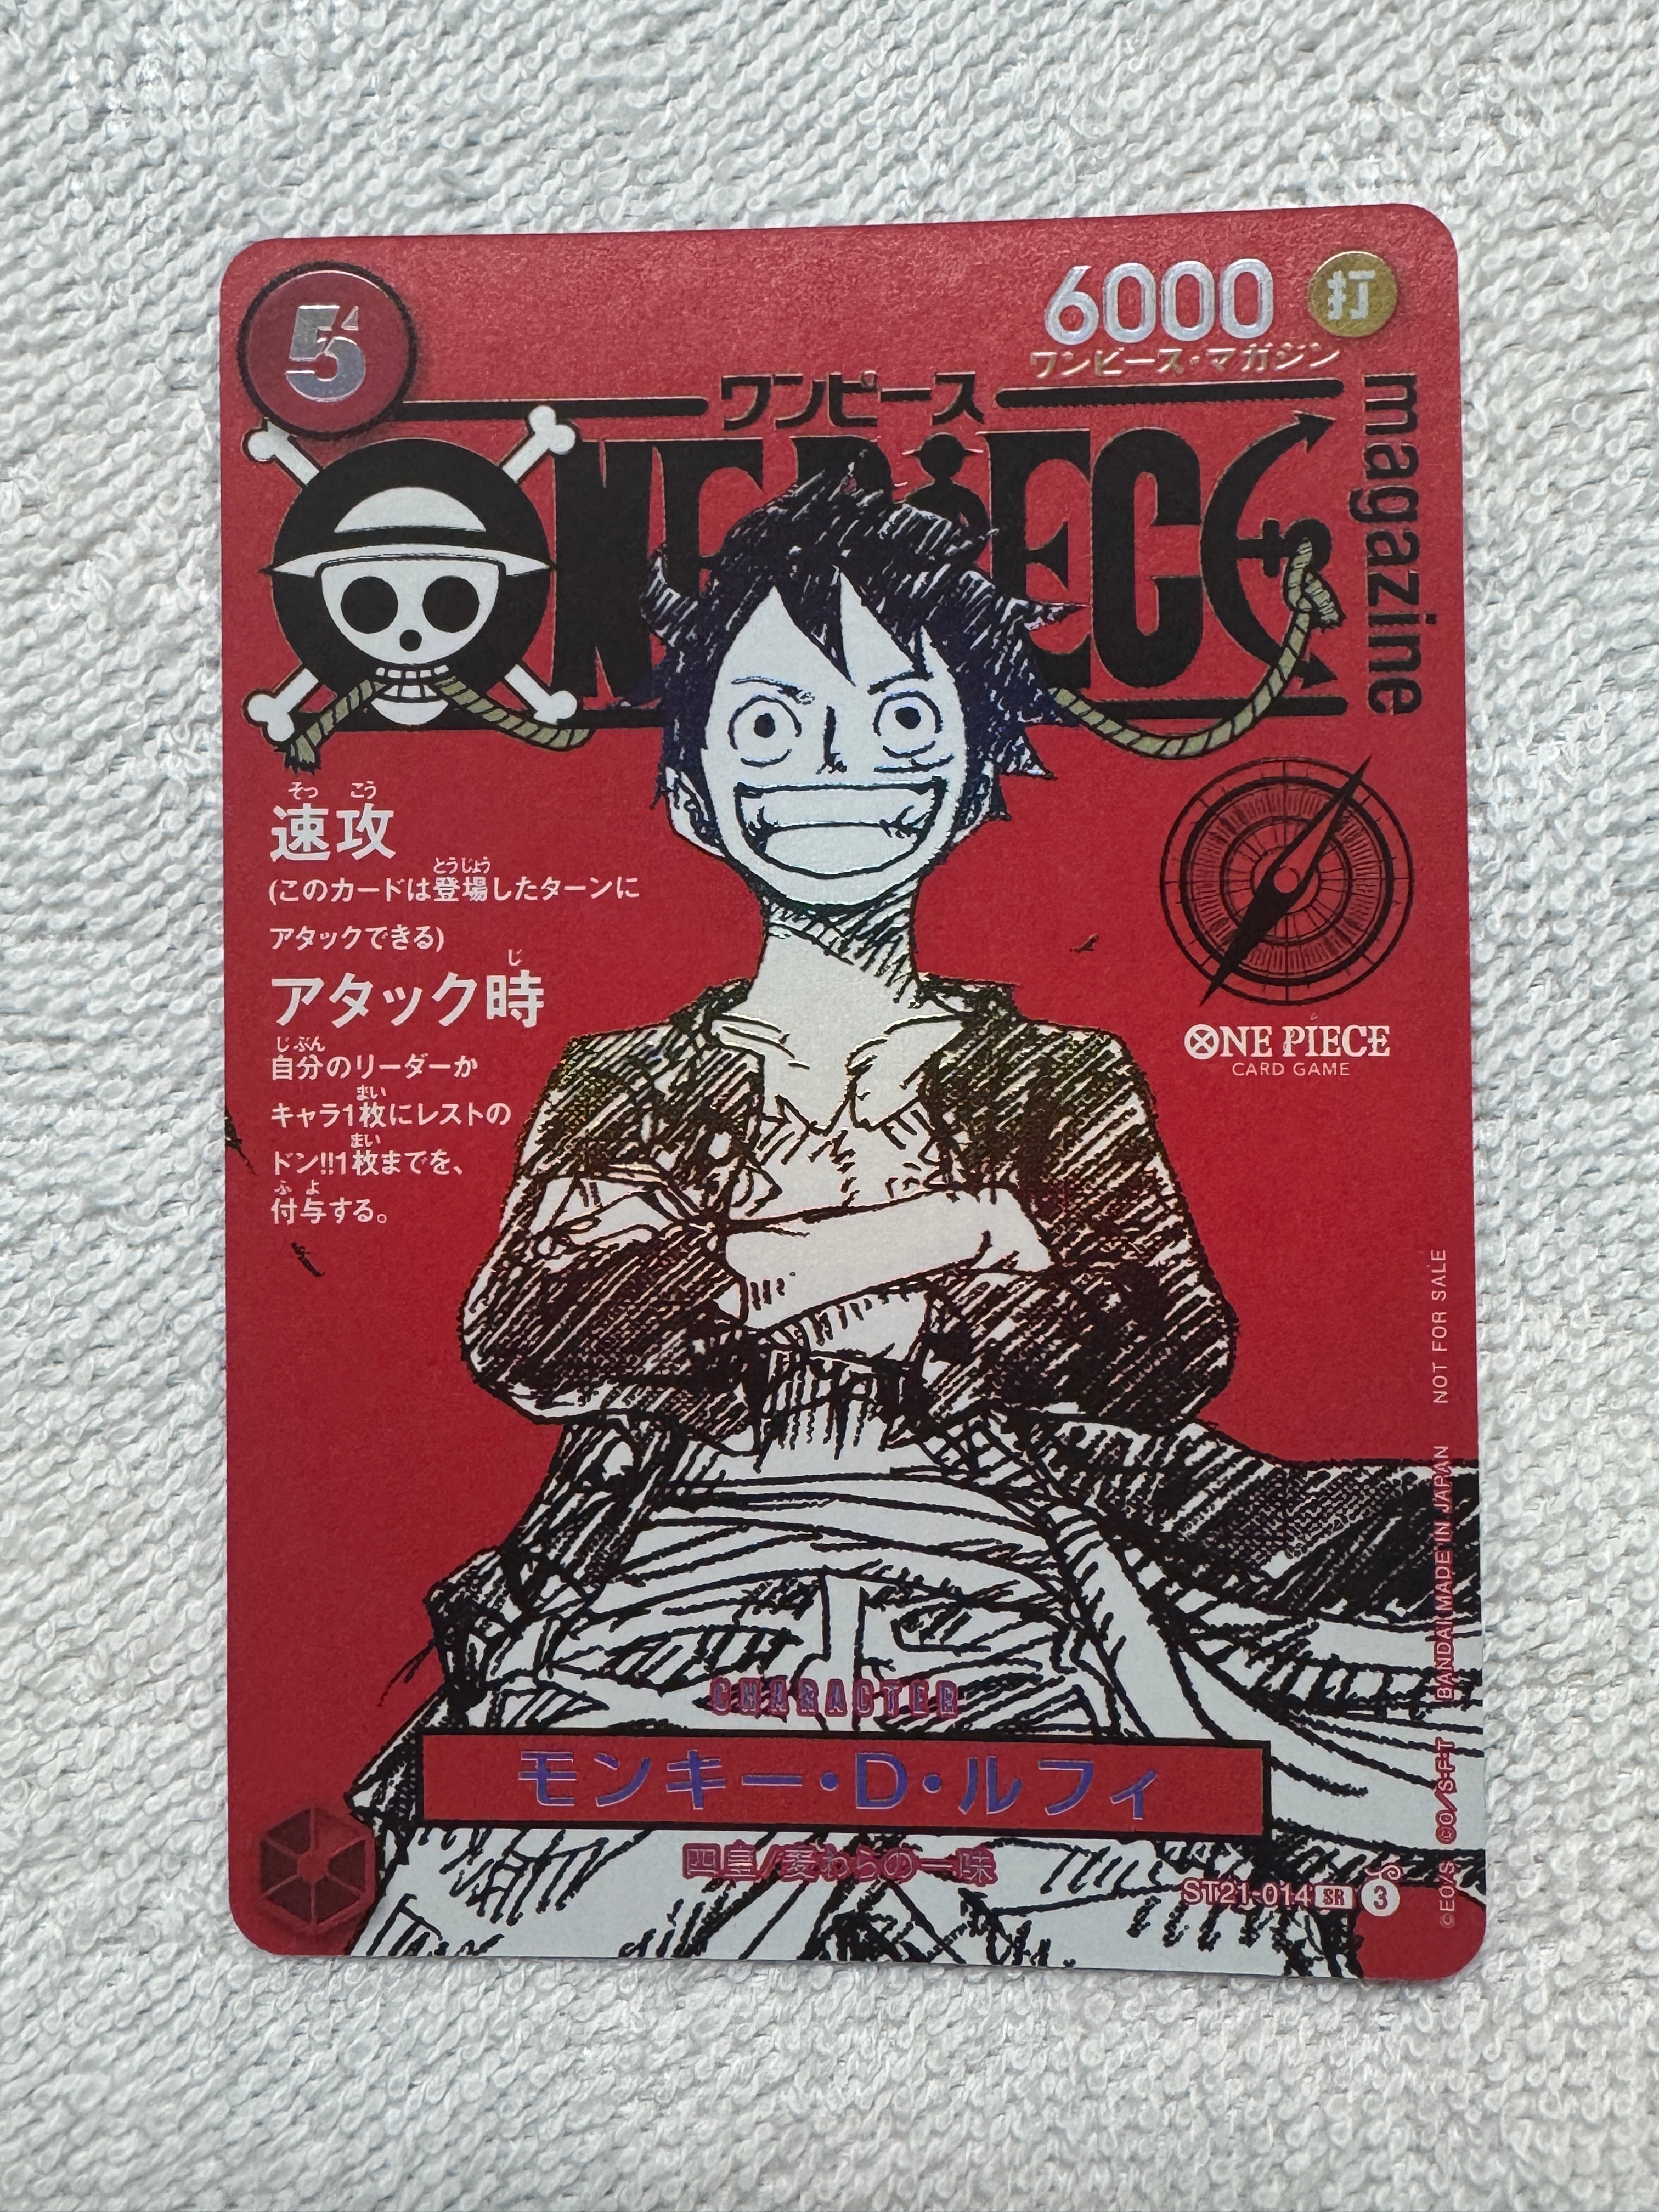 5
6000 打
ワンピース・マガジン
ワンピース
ONE PIECE
magazine
そっ こう
速攻
とうじょう
(このカードは登場したターンに
アタックできる)
じ
アタック時
じ ぶん
自分のリーダーか
まい
キャラ1枚にレストの
まい
ドン!!1枚までを、
ふ よ
付与する。
ONE PIECE
CARD GAME
CHARACTER
モンキー・D・ルフィ
四皇/麦わらの一味
ST21-014 SR 3
©EO/S. ©O/S・F・T BANDAI MADE IN JAPAN NOT FOR SALE